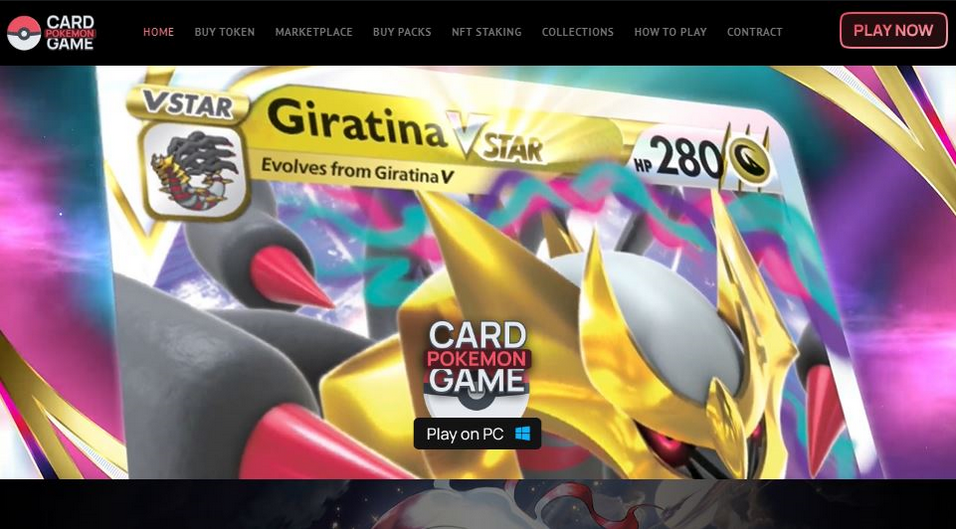 CARD
POKEMON
GAME
HOME BUY TOKEN MARKETPLACE BUY PACKS NFT STAKING COLLECTIONS HOW TO PLAY CONTRACT
PLAY NOW
VSTAR
Giratina VSTAR
HP 280
Evolves from Giratina V
CARD
POKEMON
GAME
Play on PC